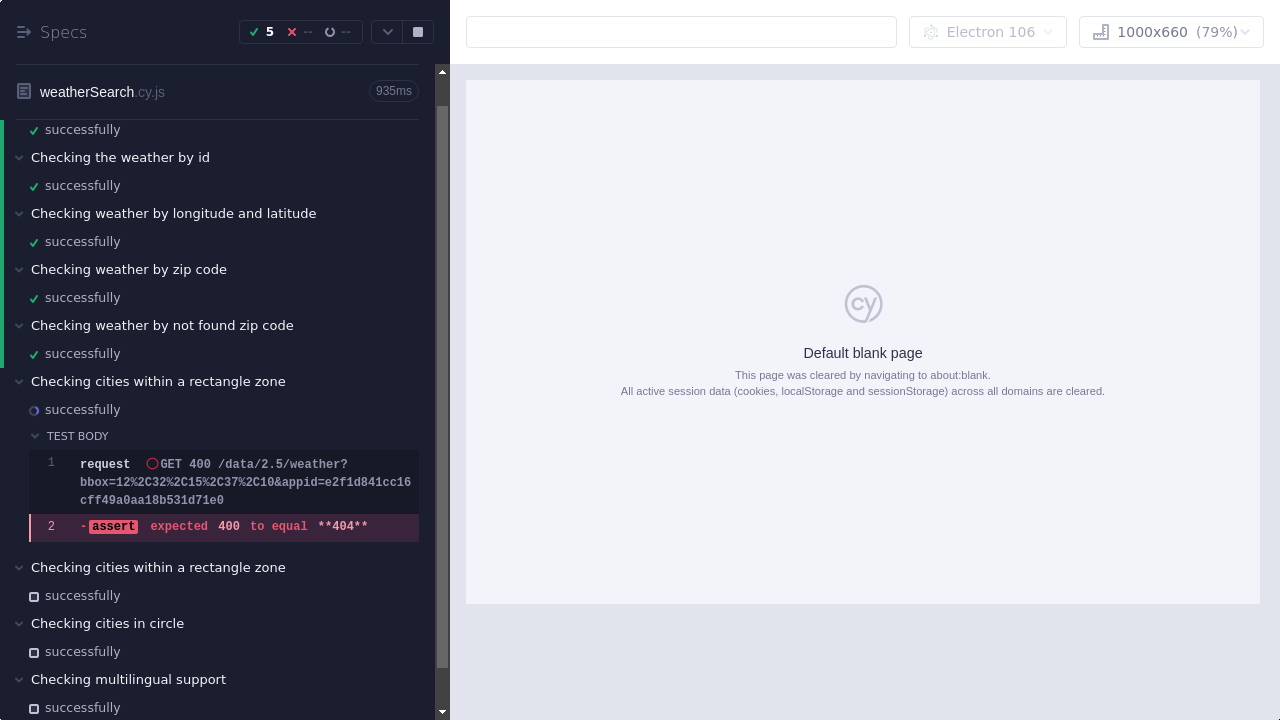 Specs
5
--
--
weatherSearch.cy.js
935ms
successfully
Checking the weather by id
successfully
Checking weather by longitude and latitude
successfully
Checking weather by zip code
successfully
Checking weather by not found zip code
successfully
Checking cities within a rectangle zone
successfully
TEST BODY
1 request GET 400 /data/2.5/weather?
bbox=12%2C32%2C15%2C37%2C10&appid=e2f1d841cc16
cff49a0aa18b531d71e0
2 -assert expected 400 to equal **404**
Checking cities within a rectangle zone
successfully
Checking cities in circle
successfully
Checking multilingual support
successfully
Electron 106
1000x660 (79%)
cy
Default blank page
This page was cleared by navigating to about:blank.
All active session data (cookies, localStorage and sessionStorage) across all domains are cleared.